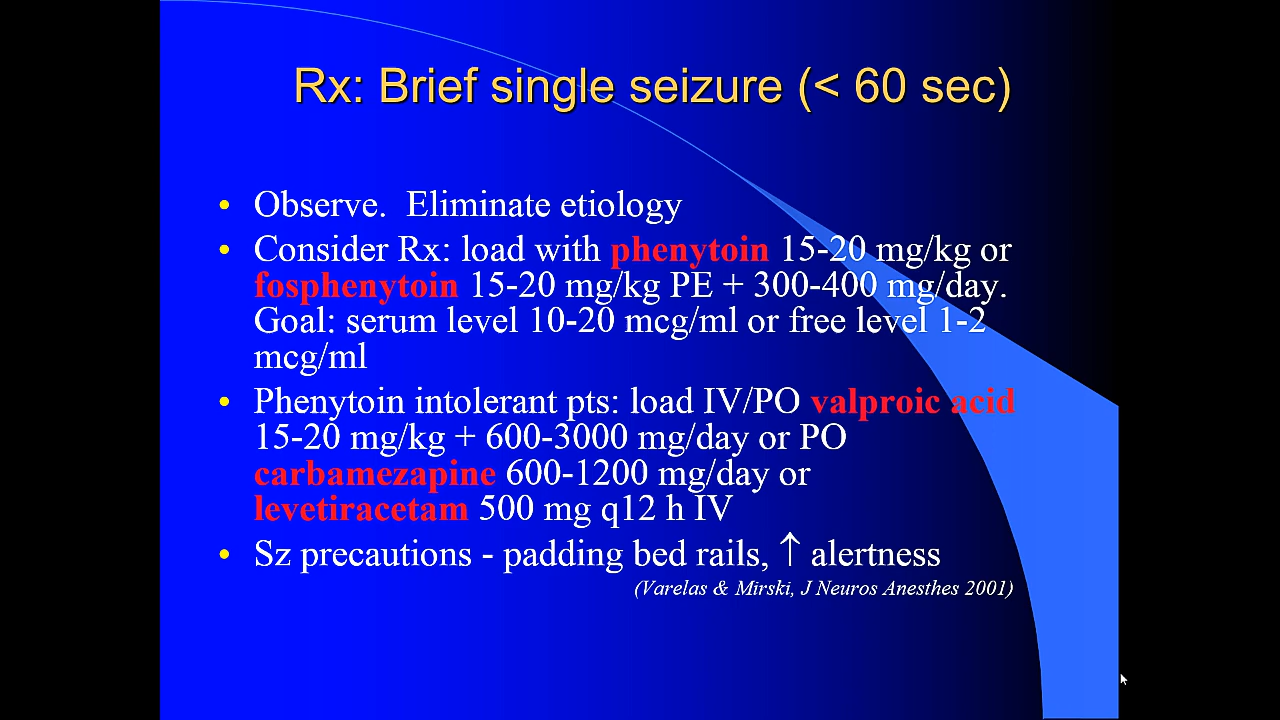 Rx: Brief single seizure (< 60 sec)
• Observe.  Eliminate etiology
• Consider Rx: load with phenytoin 15-20 mg/kg or
fosphenytoin 15-20 mg/kg PE + 300-400 mg/day.
Goal: serum level 10-20 mcg/ml or free level 1-2
mcg/ml
• Phenytoin intolerant pts: load IV/PO valproic acid
15-20 mg/kg + 600-3000 mg/day or PO
carbamezapine 600-1200 mg/day or
levetiracetam 500 mg q12 h IV
• Sz precautions - padding bed rails, ↑ alertness
(Varelas & Mirski, J Neuros Anesthes 2001)